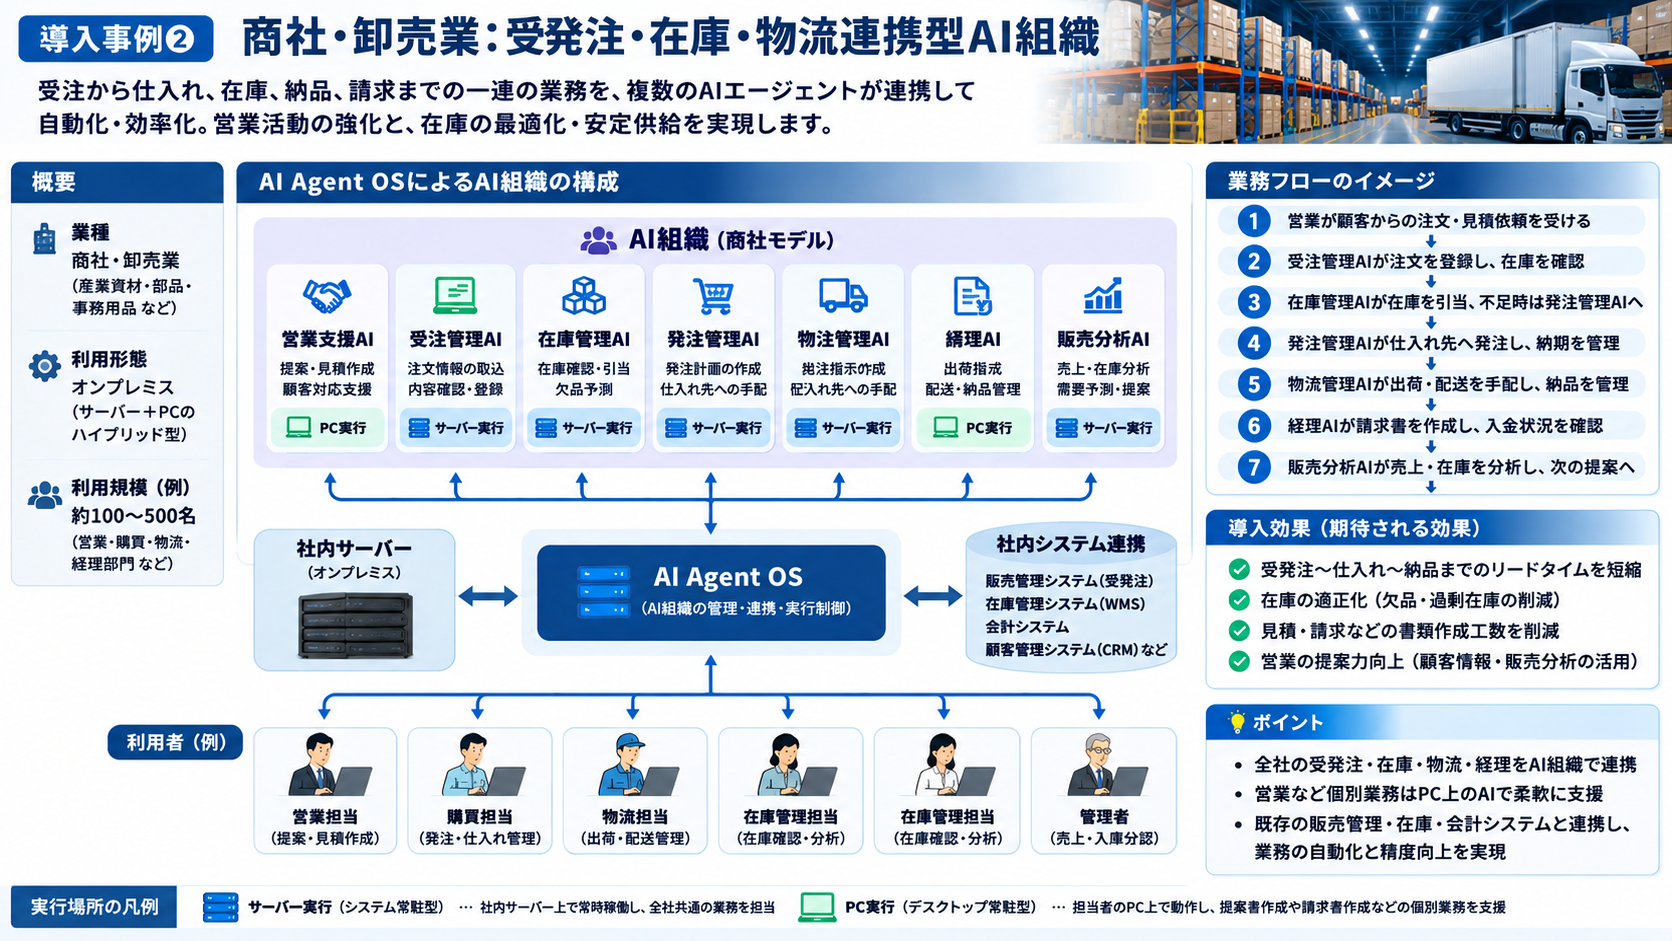 導入事例❷
商社・卸売業：受発注・在庫・物流連携型AI組織
受注から仕入れ、在庫、納品、請求までの一連の業務を、複数のAIエージェントが連携して
自動化・効率化。営業活動の強化と、在庫の最適化・安定供給を実現します。
概要
業種
商社・卸売業
（産業資材・部品・
事務用品 など）
利用形態
オンプレミス
（サーバー＋PCの
ハイブリッド型）
利用規模（例）
約100〜500名
（営業・購買・物流・
経理部門 など）
AI Agent OSによるAI組織の構成
AI組織（商社モデル）
営業支援AI
提案・見積作成
顧客対応支援
PC実行
受注管理AI
注文情報の取込
内容確認・登録
サーバー実行
在庫管理AI
在庫確認・引当
欠品予測
サーバー実行
発注管理AI
発注計画の作成
仕入れ先への手配
サーバー実行
物注管理AI
入れ先への手配
サーバー実行
経理AI
出荷指
配送・納品管理
PC実行
販売分析AI
売上・在庫分析
需要予測・提案
サーバー実行
社内サーバー
（オンプレミス）
AI Agent OS
（AI組織の管理・連携・実行制御）
社内システム連携
販売管理システム（受発注）
在庫管理システム（WMS）
会計システム
顧客管理システム（CRM）など
利用者（例）
営業担当
（提案・見積作成）
購買担当
（発注・仕入れ管理）
物流担当
（出荷・配送管理）
在庫管理担当
（在庫確認・分析）
在庫管理担当
（在庫確認・分析）
管理者
（売上・入庫分認）
業務フローのイメージ
1 営業が顧客からの注文・見積依頼を受ける
2 受注管理AIが注文を登録し、在庫を確認
3 在庫管理AIが在庫を引当、不足時は発注管理AIへ
4 発注管理AIが仕入れ先へ発注し、納期を管理
5 物流管理AIが出荷・配送を手配し、納品を管理
6 経理AIが請求書を作成し、入金状況を確認
7 販売分析AIが売上・在庫を分析し、次の提案へ
導入効果（期待される効果）
受発注〜仕入れ〜納品までのリードタイムを短縮
在庫の適正化（欠品・過剰在庫の削減）
見積・請求などの書類作成工数を削減
営業の提案力向上（顧客情報・販売分析の活用）
ポイント
• 全社の受発注・在庫・物流・経理をAI組織で連携
• 営業など個別業務はPC上のAIで柔軟に支援
• 既存の販売管理・在庫・会計システムと連携し、
業務の自動化と精度向上を実現
実行場所の凡例
サーバー実行（システム常駐型） … 社内サーバー上で常時稼働し、全社共通の業務を担当
PC実行（デスクトップ常駐型） … 担当者のPC上で動作し、提案書作成や請求書作成などの個別業務を支援